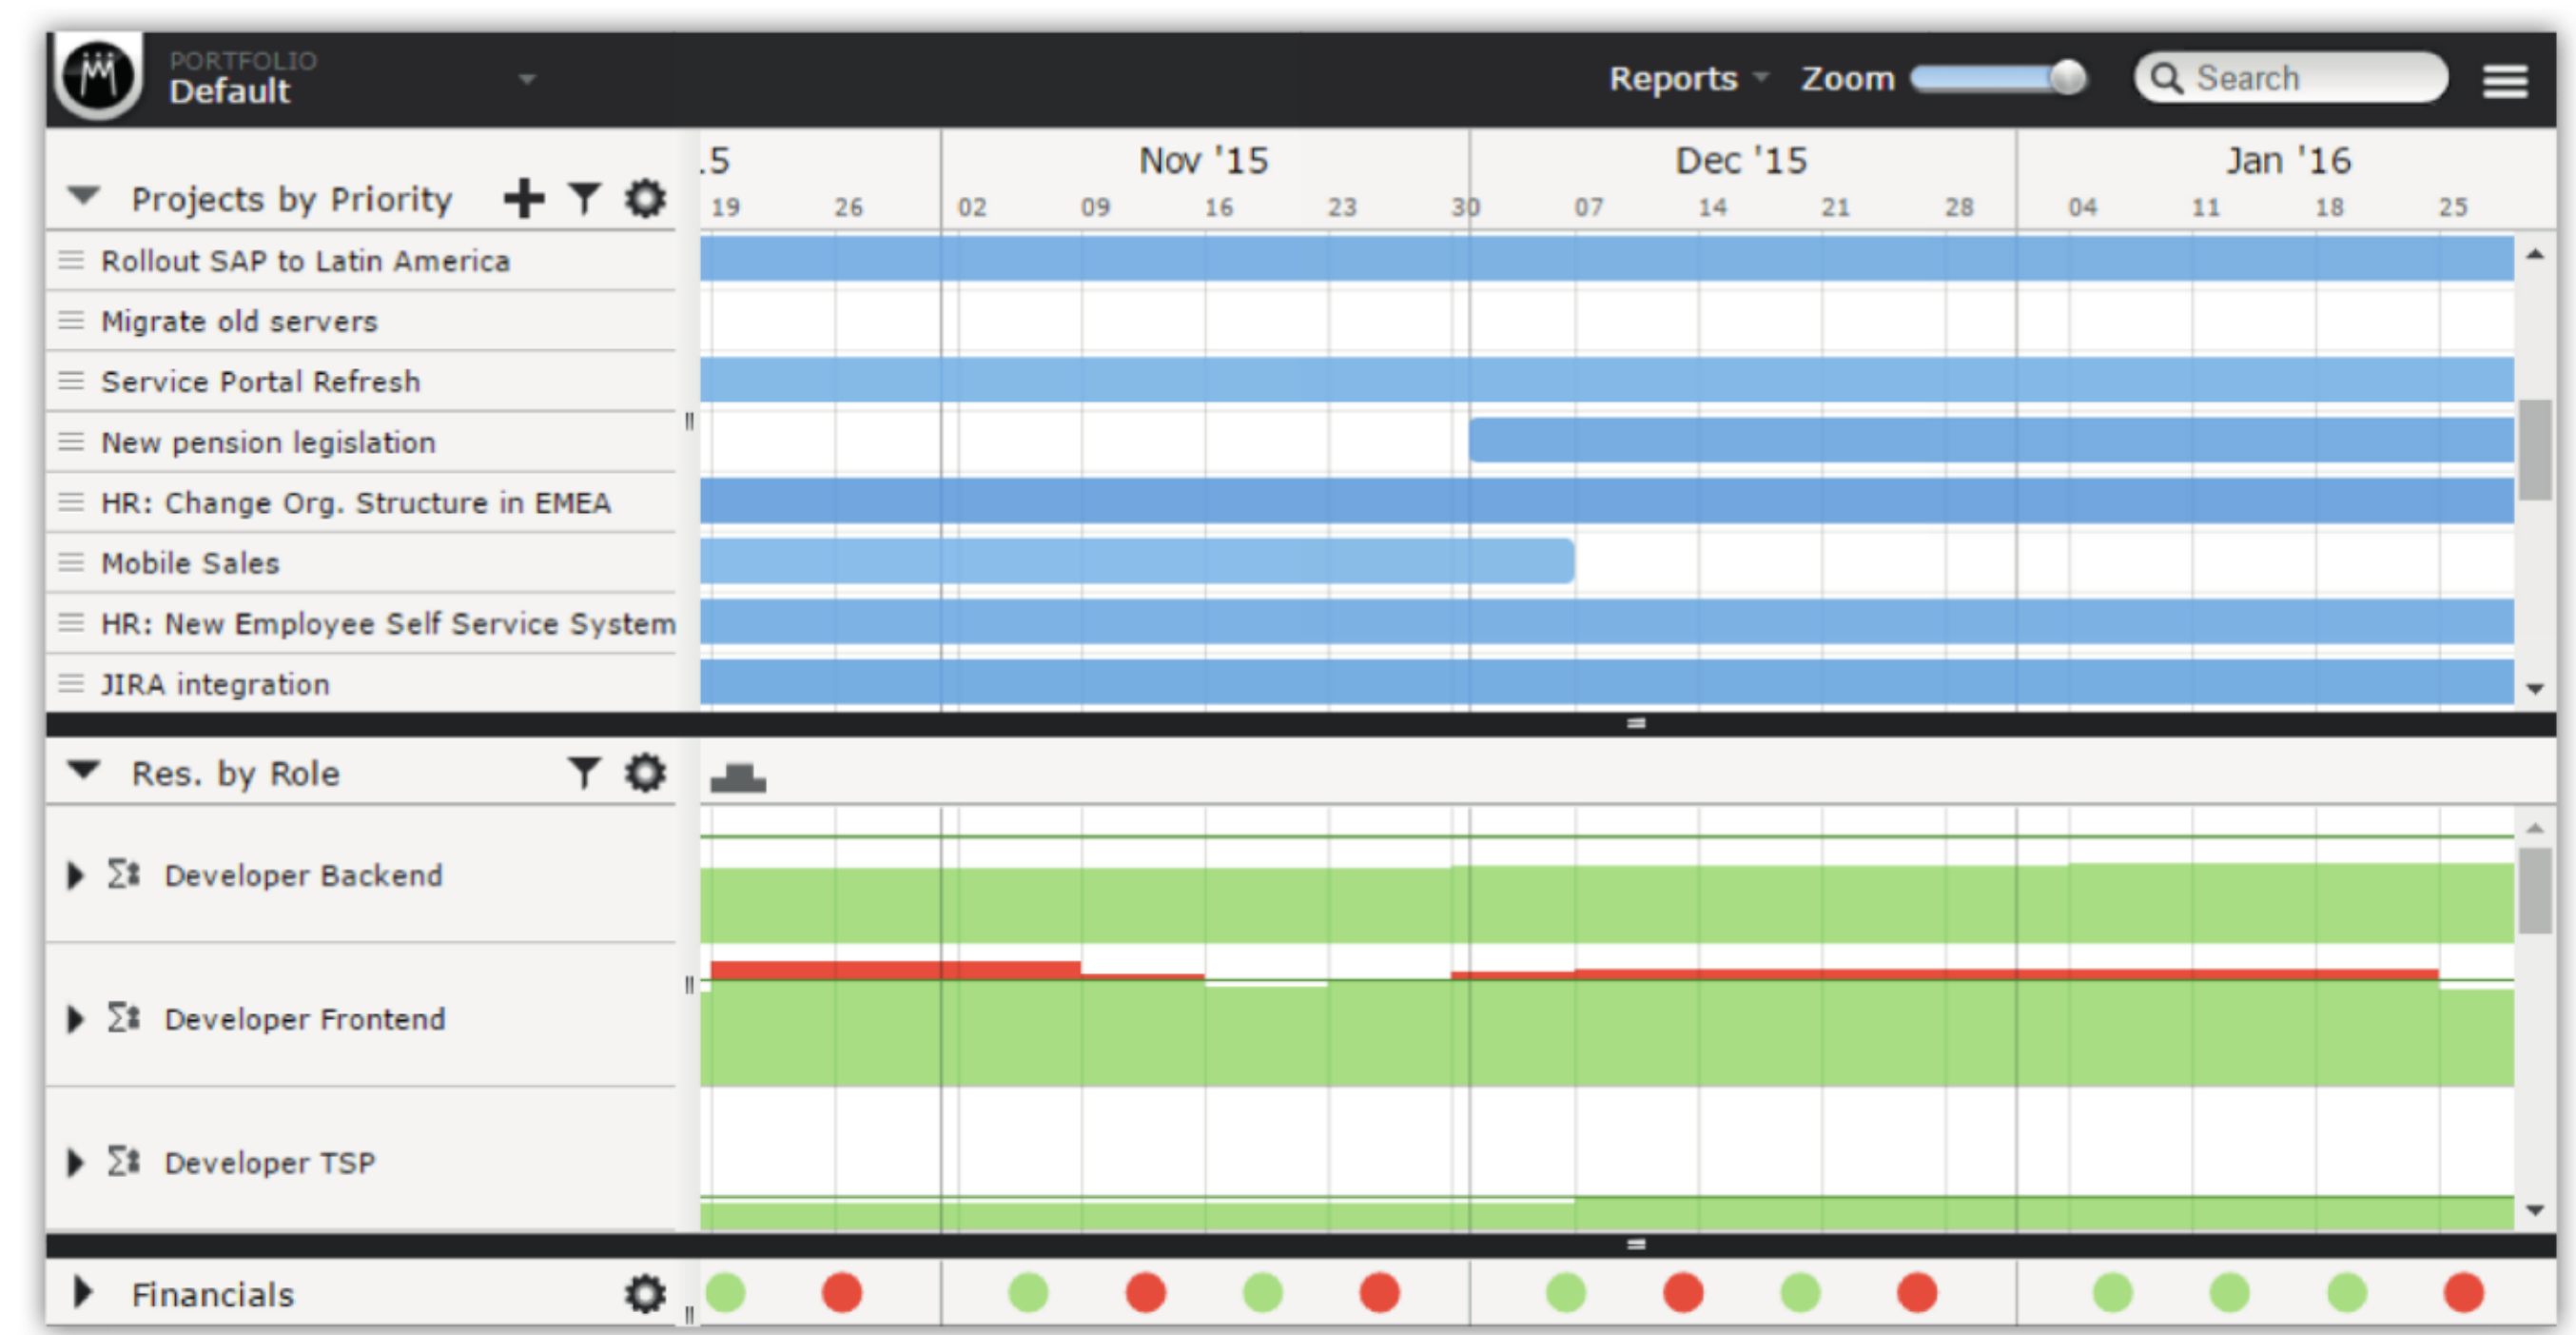 PORTFOLIO
Default
Reports
Zoom
Search
.5
Nov '15
Dec '15
Jan '16
Projects by Priority
19 26 02 09 16 23 30 07 14 21 28 04 11 18 25
Rollout SAP to Latin America
Migrate old servers
Service Portal Refresh
New pension legislation
HR: Change Org. Structure in EMEA
Mobile Sales
HR: New Employee Self Service System
JIRA integration
Res. by Role
Σ Developer Backend
Σ Developer Frontend
Σ Developer TSP
Financials